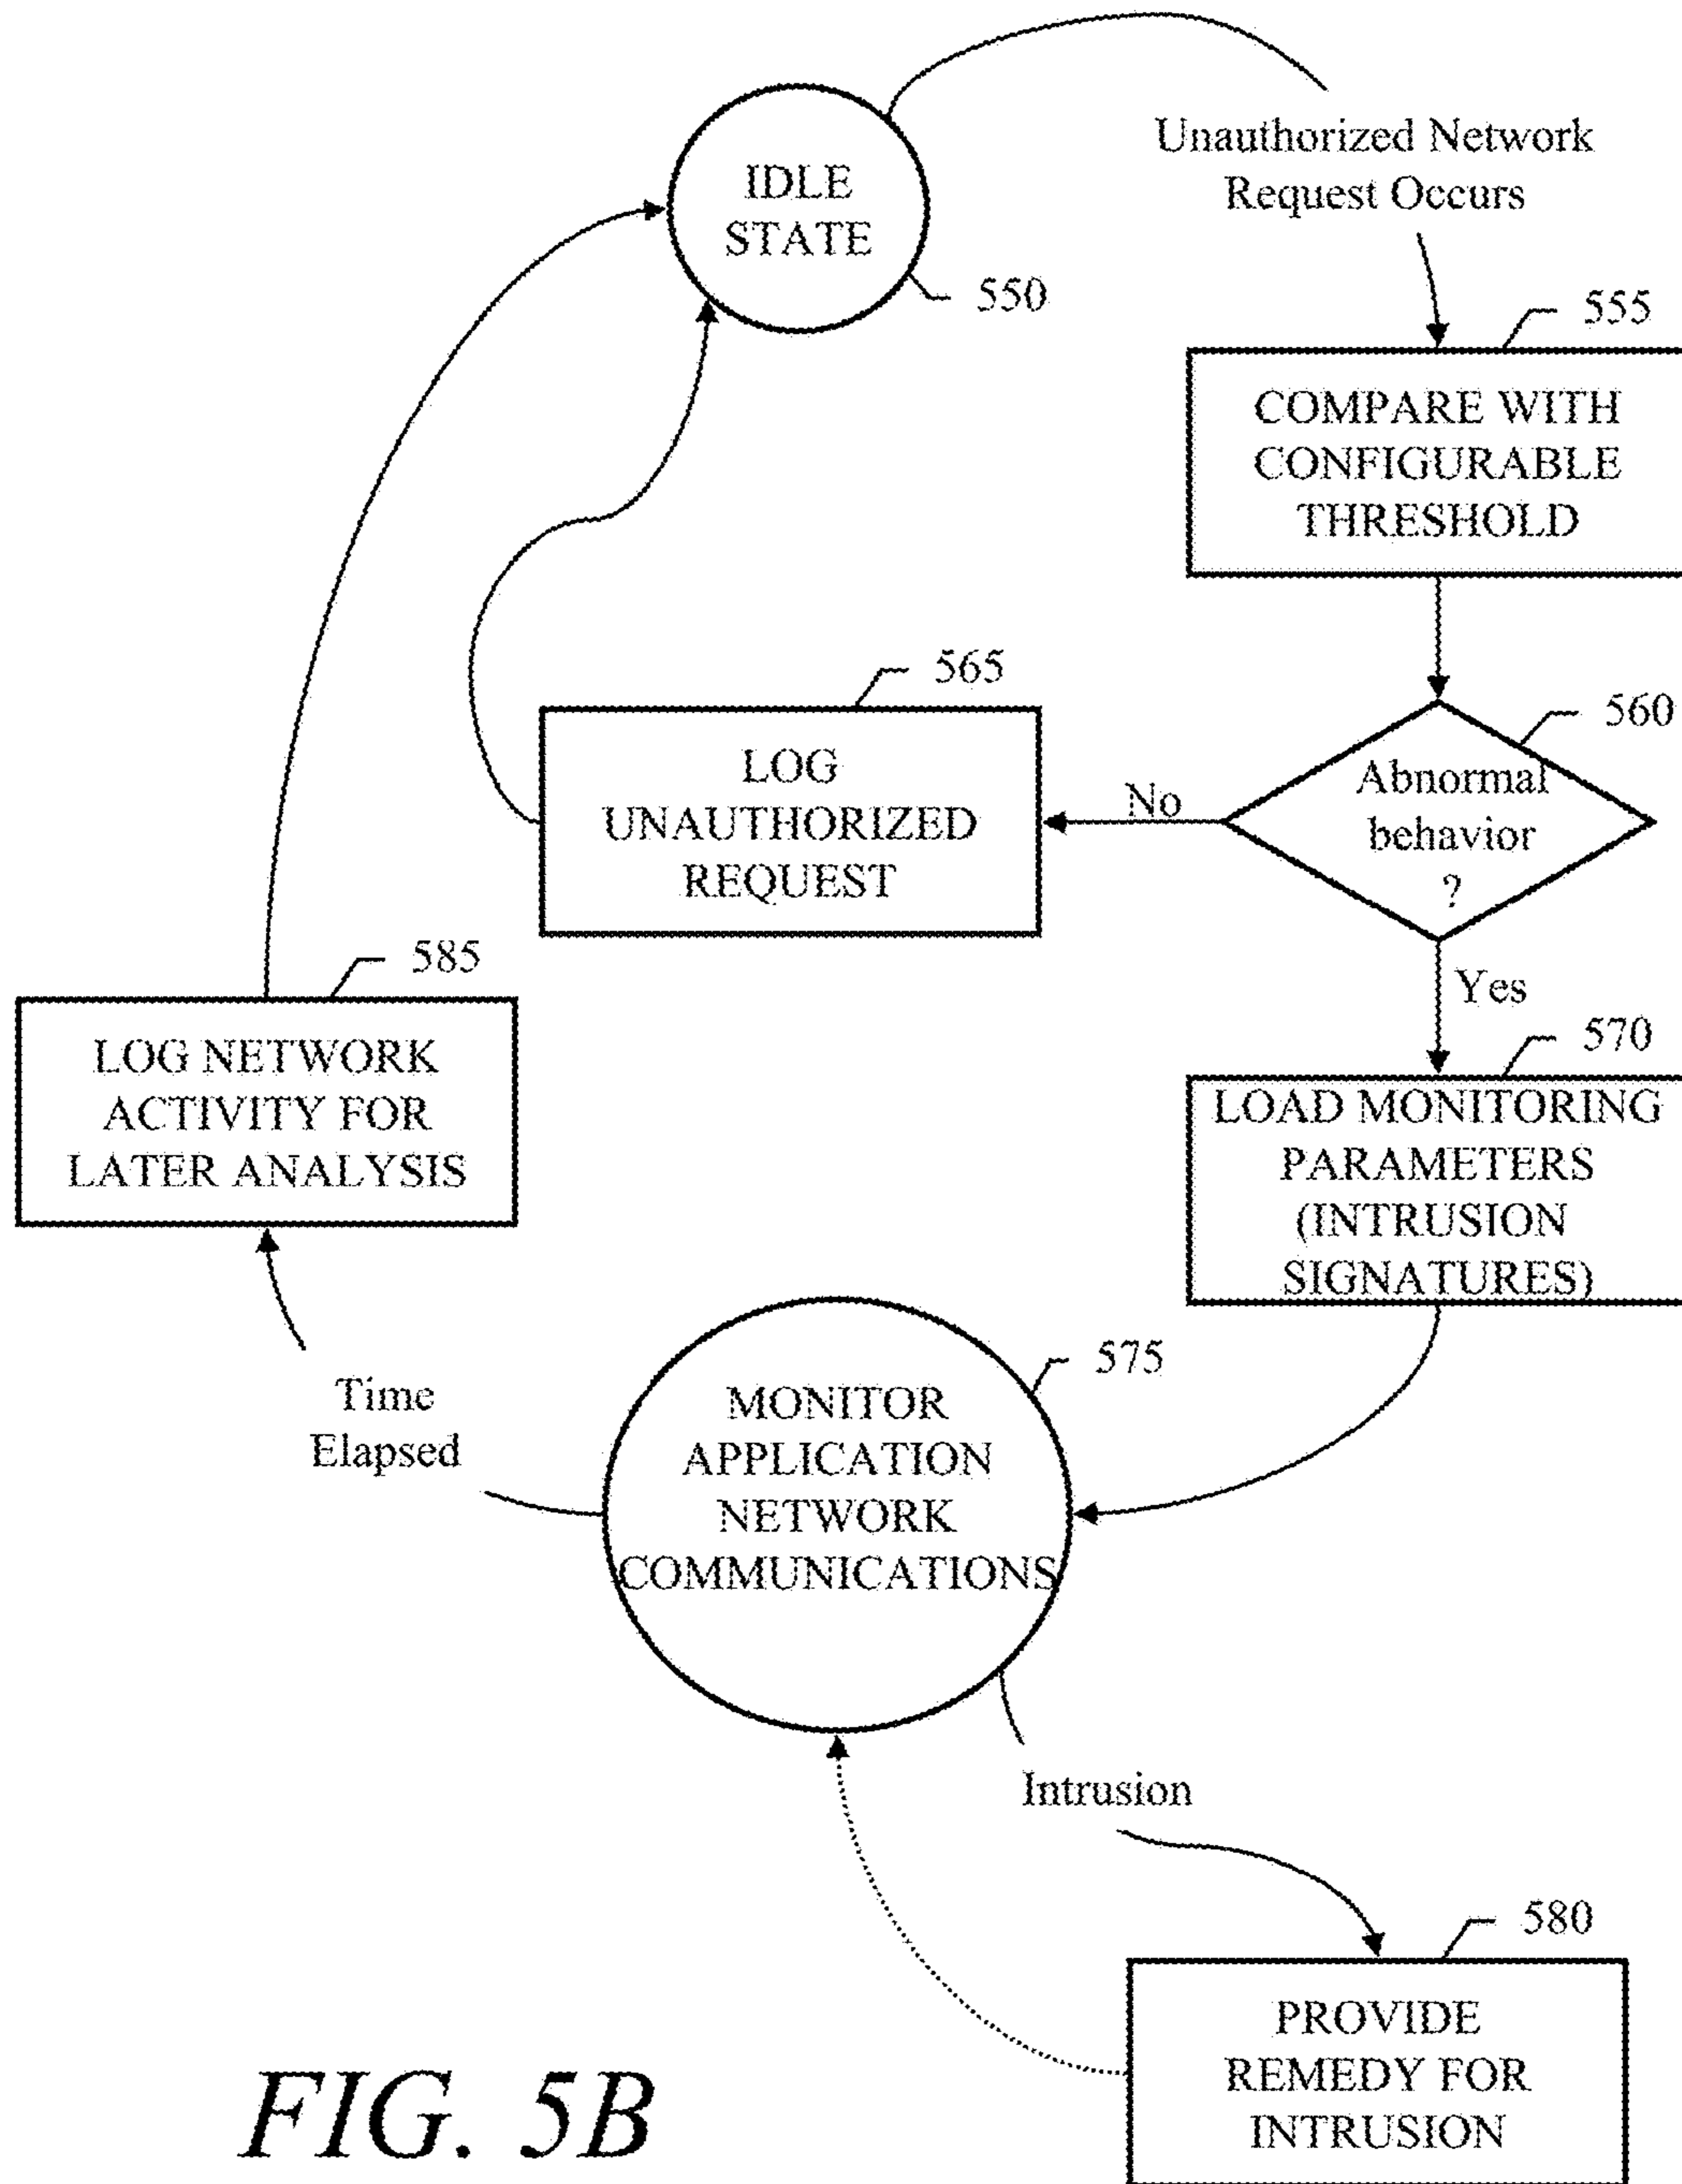 IDLE
STATE
550
Unauthorized Network
Request Occurs
555
COMPARE WITH
CONFIGURABLE
THRESHOLD
560
Abnormal
behavior
?
No
565
LOG
UNAUTHORIZED
REQUEST
Yes
570
LOAD MONITORING
PARAMETERS
(INTRUSION
SIGNATURES)
575
MONITOR
APPLICATION
NETWORK
COMMUNICATIONS
Time
Elapsed
585
LOG NETWORK
ACTIVITY FOR
LATER ANALYSIS
Intrusion
580
PROVIDE
REMEDY FOR
INTRUSION
FIG. 5B